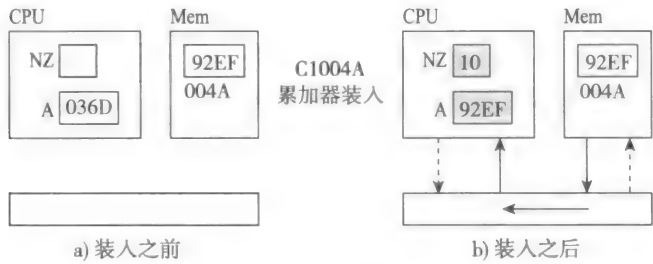 CPU
Mem
NZ
92EF
004A
A 036D
a) 装入之前
C1004A
累加器装入
CPU
Mem
NZ 10
92EF
004A
A 92EF
b) 装入之后